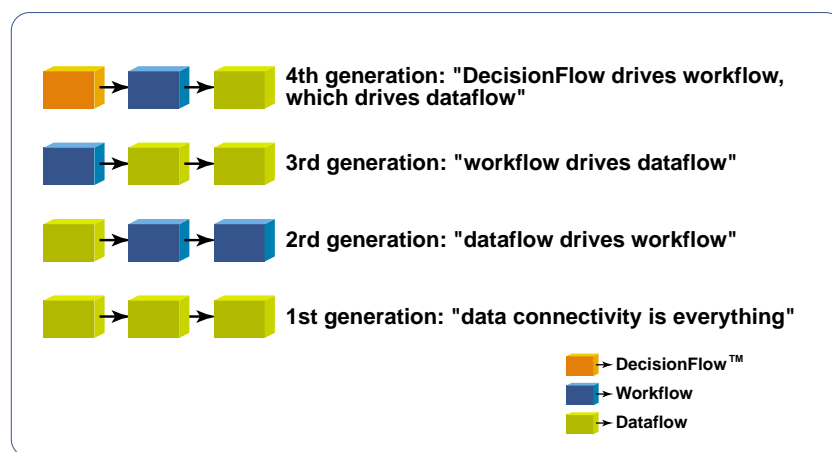 4th generation: "DecisionFlow drives workflow,
which drives dataflow"
3rd generation: "workflow drives dataflow"
2rd generation: "dataflow drives workflow"
1st generation: "data connectivity is everything"
DecisionFlow™
Workflow
Dataflow